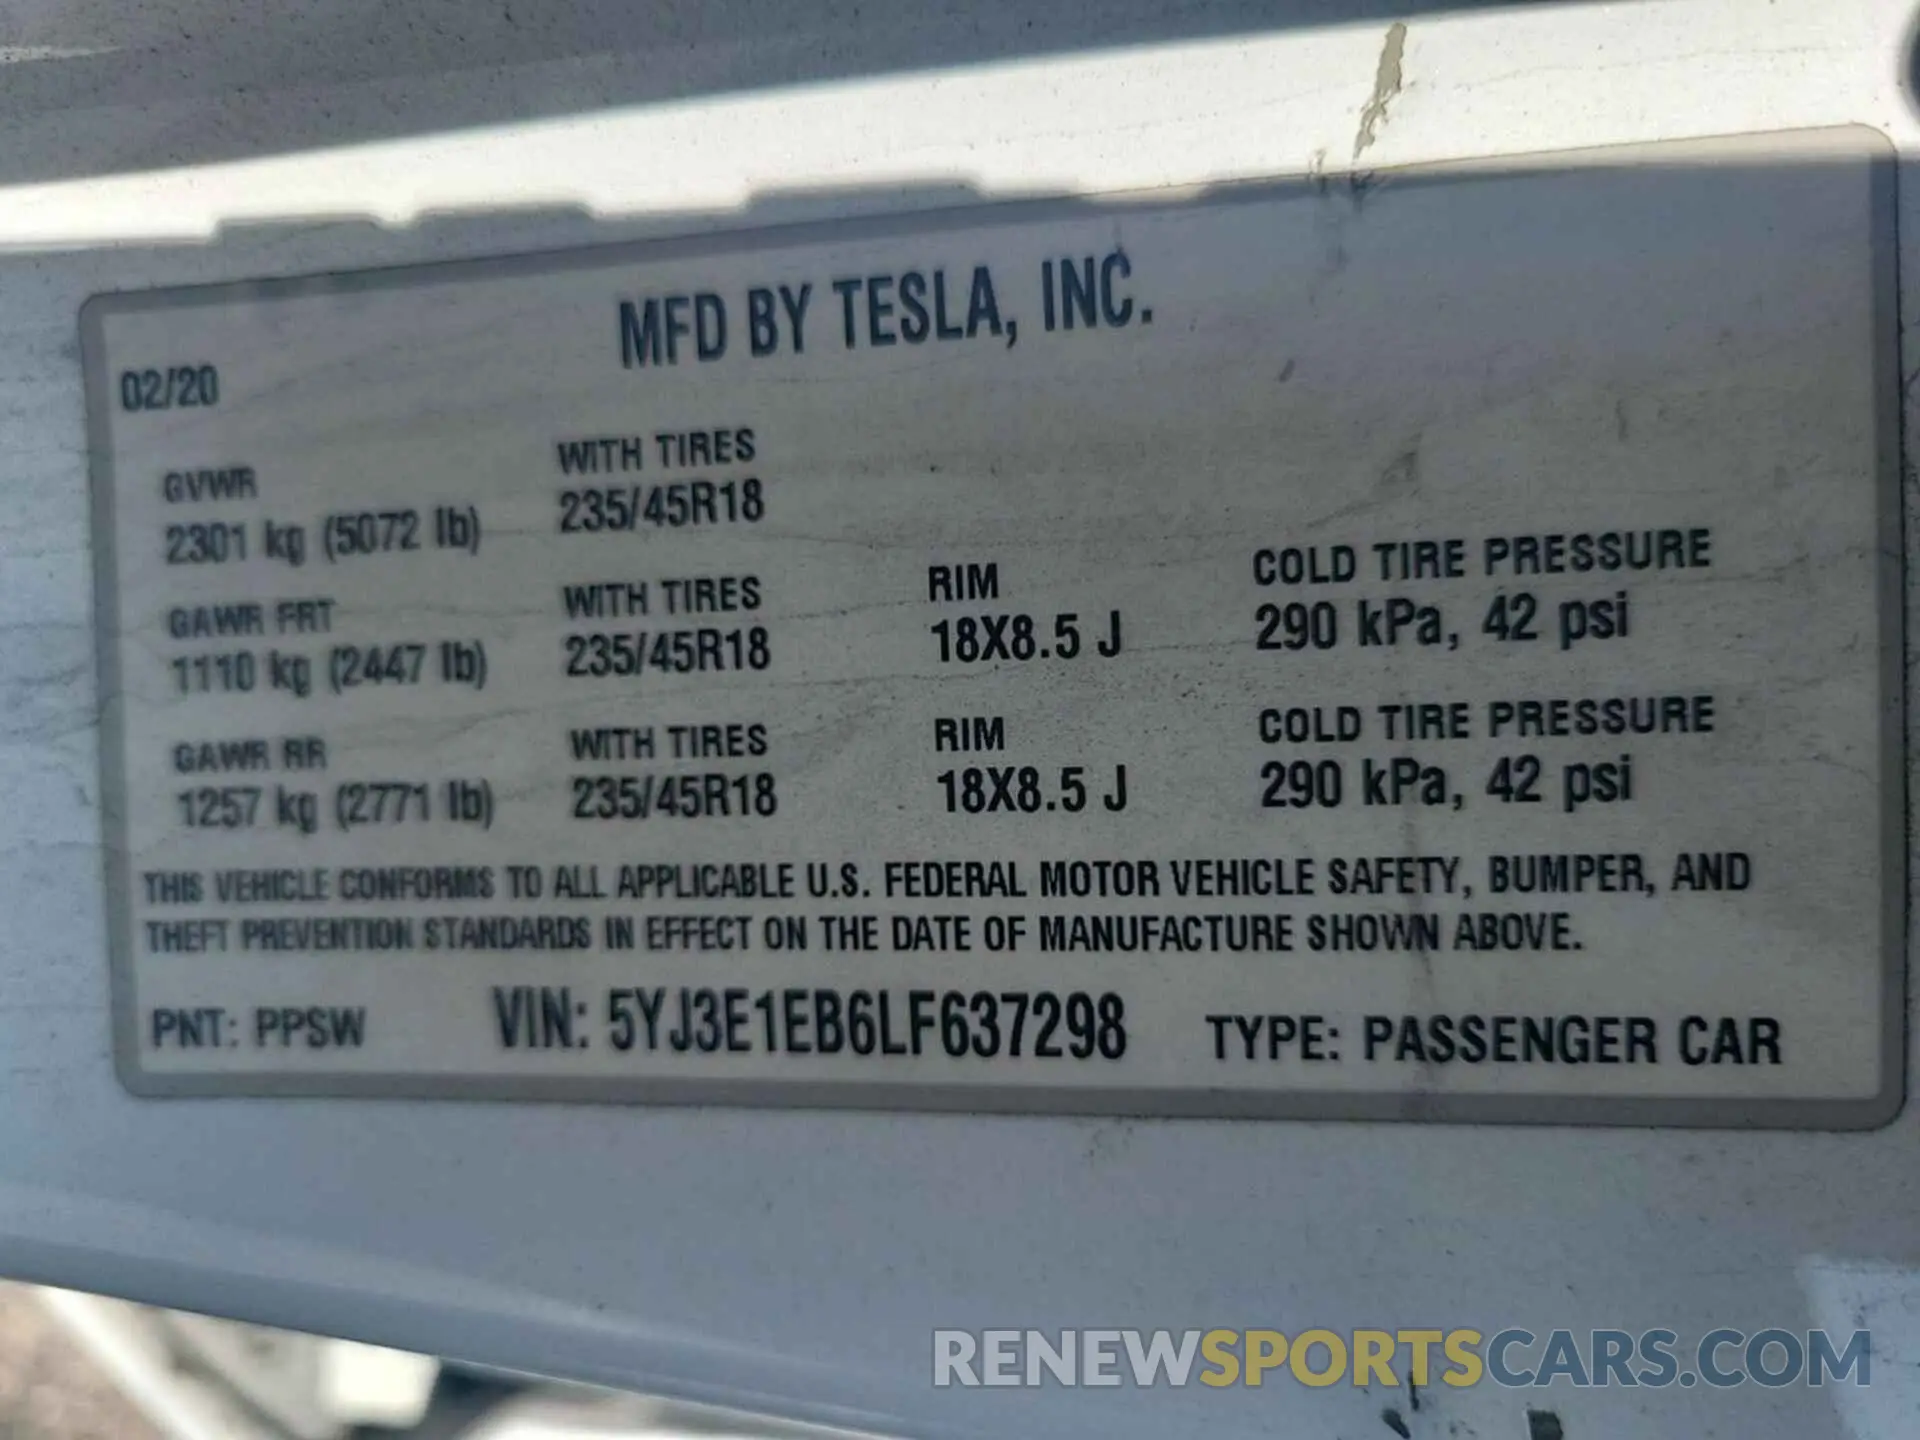 MFD BY TESLA, INC.
02/20
GVWR WITH TIRES
2301 kg (5072 lb) 235/45R18
GAWR FRT WITH TIRES RIM COLD TIRE PRESSURE
1110 kg (2447 lb) 235/45R18 18X8.5 J 290 kPa, 42 psi
GAWR RR WITH TIRES RIM COLD TIRE PRESSURE
1257 kg (2771 lb) 235/45R18 18X8.5 J 290 kPa, 42 psi
THIS VEHICLE CONFORMS TO ALL APPLICABLE U.S. FEDERAL MOTOR VEHICLE SAFETY, BUMPER, AND
THEFT PREVENTION STANDARDS IN EFFECT ON THE DATE OF MANUFACTURE SHOWN ABOVE.
PNT: PPSW VIN: 5YJ3E1EB6LF637298 TYPE: PASSENGER CAR
RENEWSPORTSCARS.COM